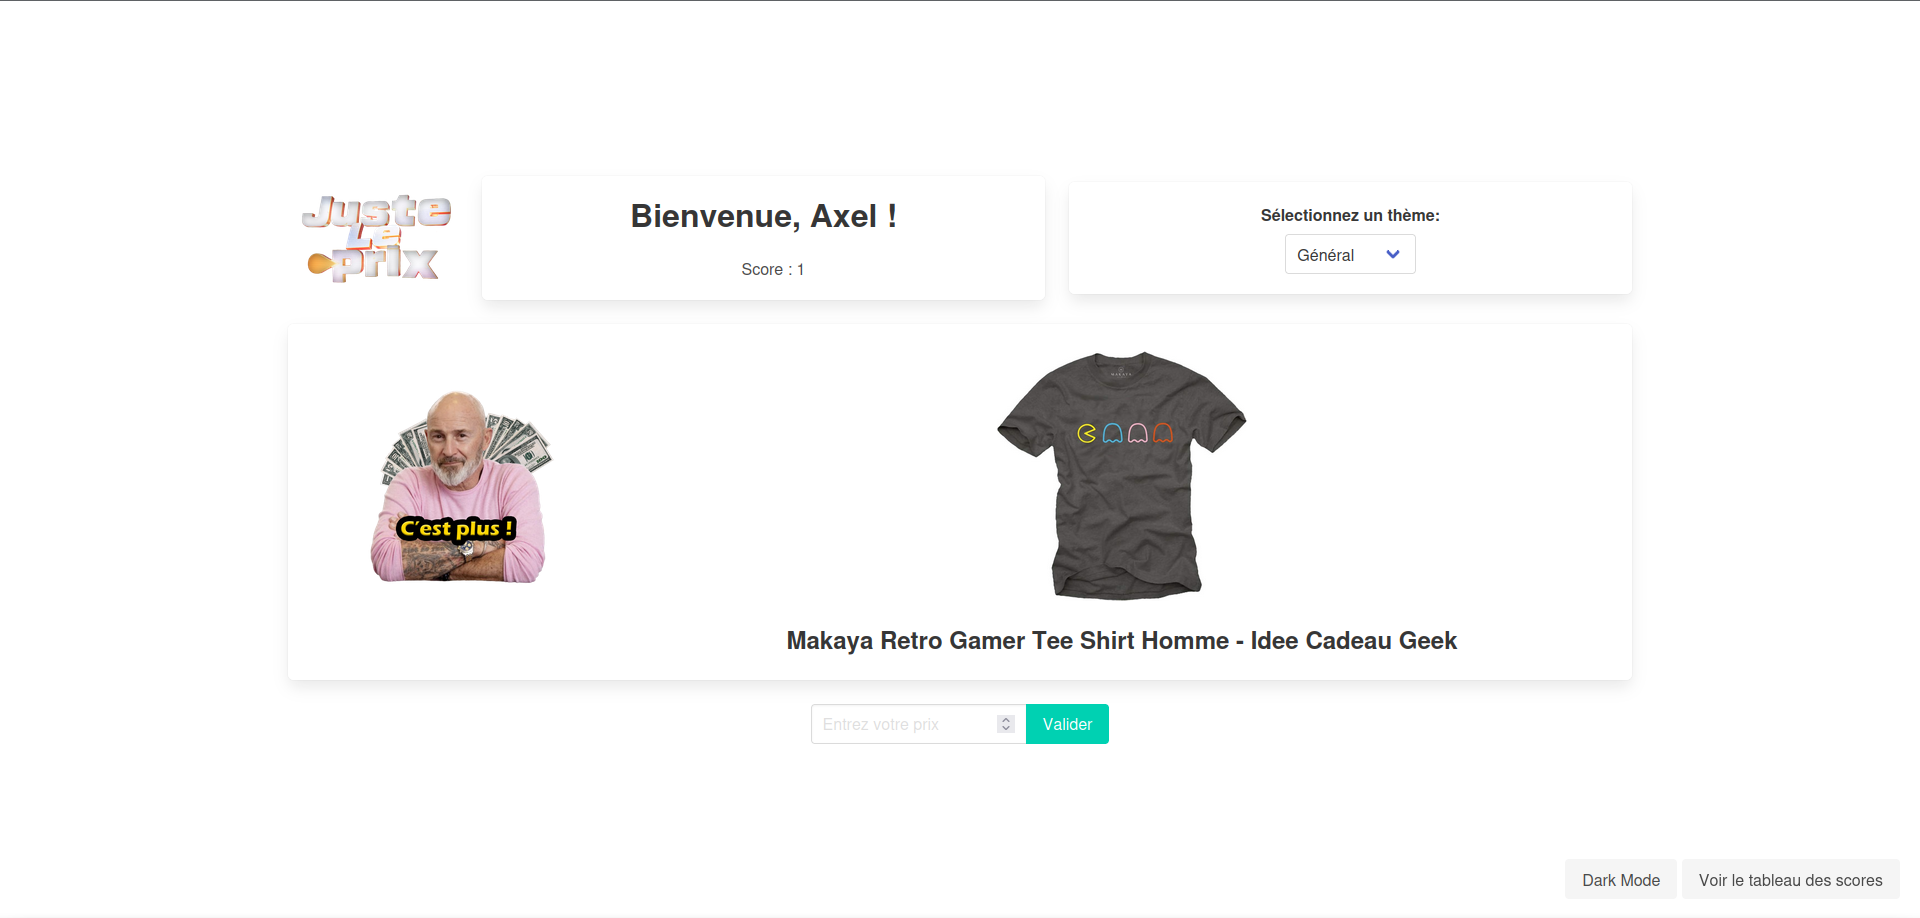 Juste
Le
prix
Bienvenue, Axel !
Score : 1
Sélectionnez un thème:
Général
C'est plus !
MAKAYA
Makaya Retro Gamer Tee Shirt Homme - Idee Cadeau Geek
Entrez votre prix
Valider
Dark Mode
Voir le tableau des scores